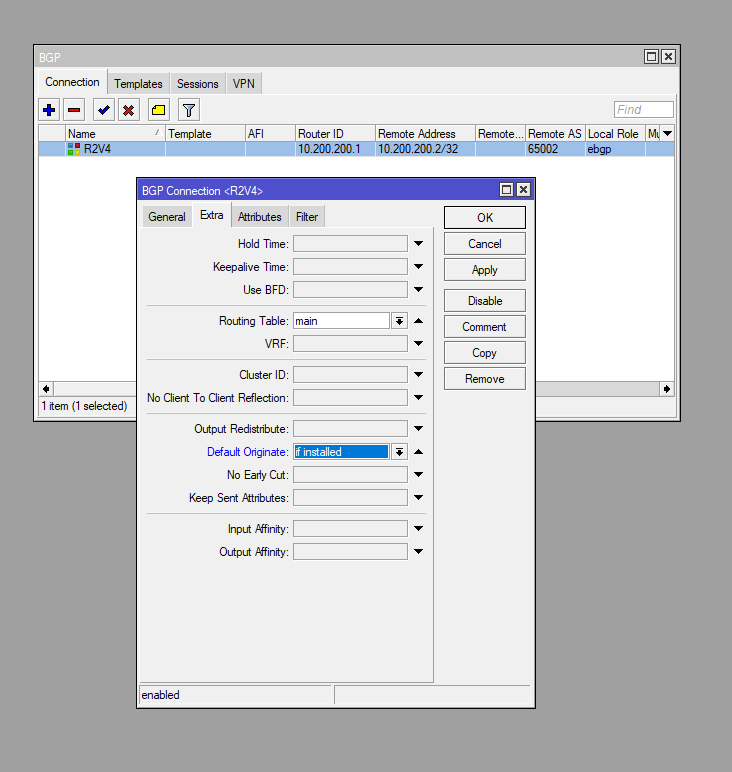 BGP
Connection Templates Sessions VPN
Find
Name Template AFI Router ID Remote Address Remote... Remote AS Local Role Mu
R2V4 10.200.200.1 10.200.200.2/32 65002 ebgp
BGP Connection <R2V4>
General Extra Attributes Filter
OK
Hold Time:
Cancel
Keepalive Time:
Apply
Use BFD:
Disable
Routing Table: main
Comment
VRF:
Copy
Cluster ID:
Remove
No Client To Client Reflection:
1 item (1 selected)
Output Redistribute:
Default Originate: if installed
No Early Cut:
Keep Sent Attributes:
Input Affinity:
Output Affinity:
enabled